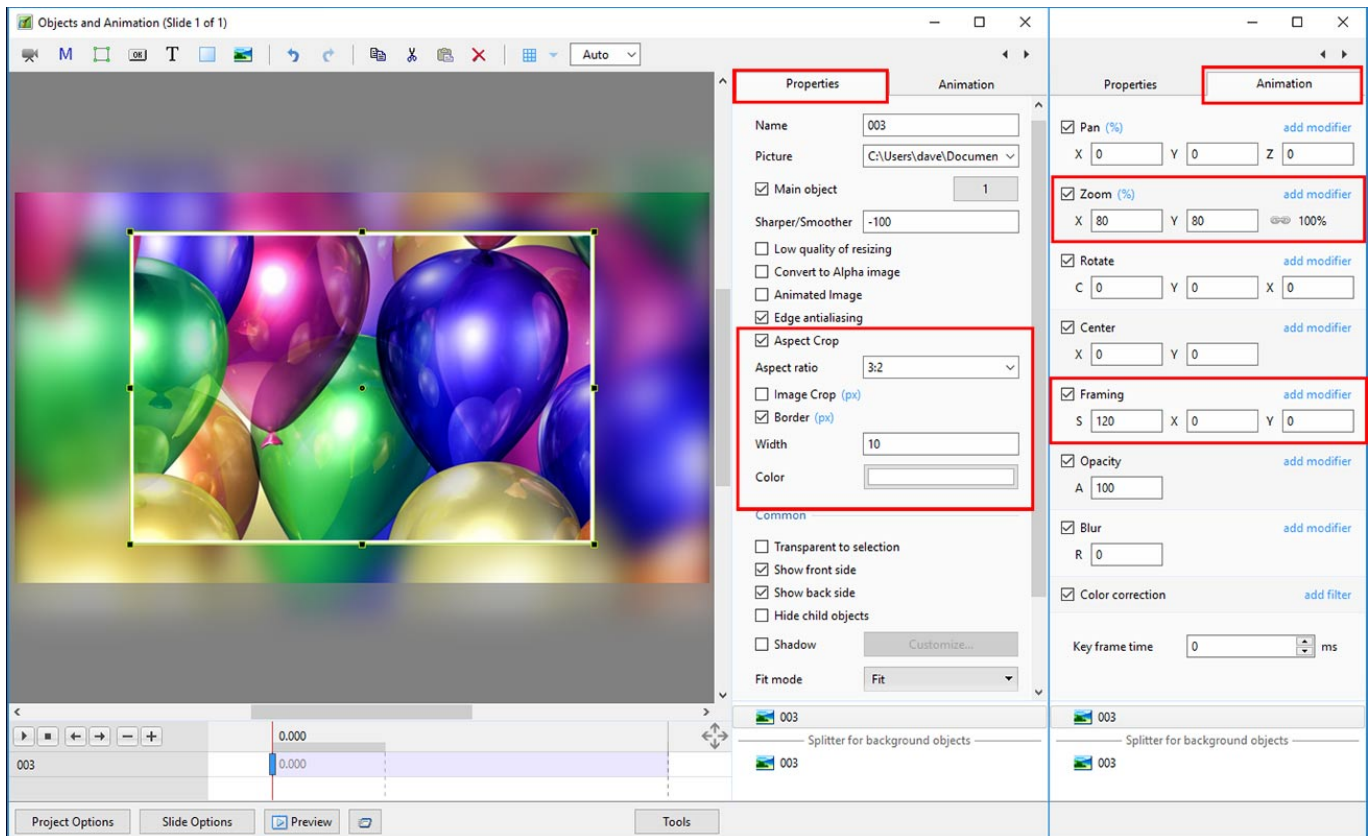 Objects and Animation (Slide 1 of 1)
M OK T Auto
Properties Animation
Name 003
Picture C:\Users\dave\Documen
Main object 1
Sharper/Smoother -100
Low quality of resizing
Convert to Alpha image
Animated Image
Edge antialiasing
Aspect Crop
Aspect ratio 3:2
Image Crop (px)
Border (px)
Width 10
Color
Common
Transparent to selection
Show front side
Show back side
Hide child objects
Shadow Customize...
Fit mode Fit
003
Splitter for background objects
003
Properties Animation
Pan (%) add modifier
X 0 Y 0 Z 0
Zoom (%) add modifier
X 80 Y 80 100%
Rotate add modifier
C 0 Y 0 X 0
Center add modifier
X 0 Y 0
Framing add modifier
S 120 X 0 Y 0
Opacity add modifier
A 100
Blur add modifier
R 0
Color correction add filter
Key frame time 0 ms
003
Splitter for background objects
003
0.000
003 0.000
Project Options Slide Options Preview Tools